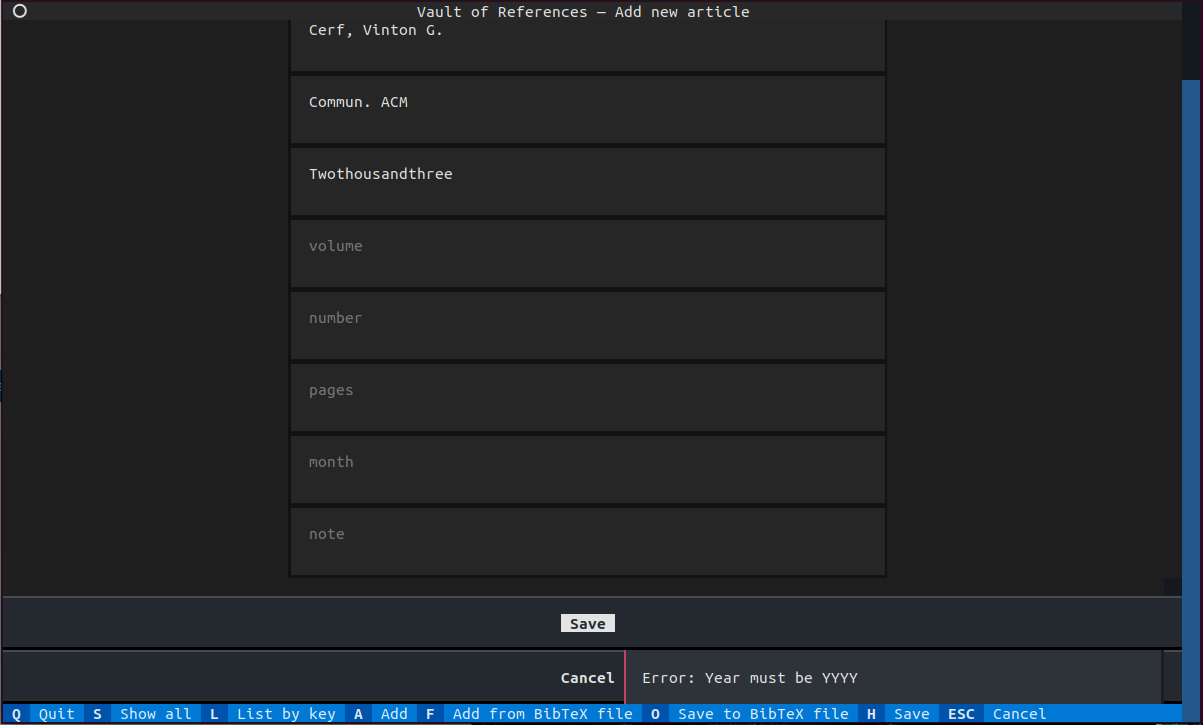 Vault of References — Add new article
Cerf, Vinton G.
Commun. ACM
Twothousandthree
volume
number
pages
month
note
Save
Cancel
Error: Year must be YYYY
Q Quit S Show all L List by key A Add F Add from BibTeX file O Save to BibTeX file H Save ESC Cancel